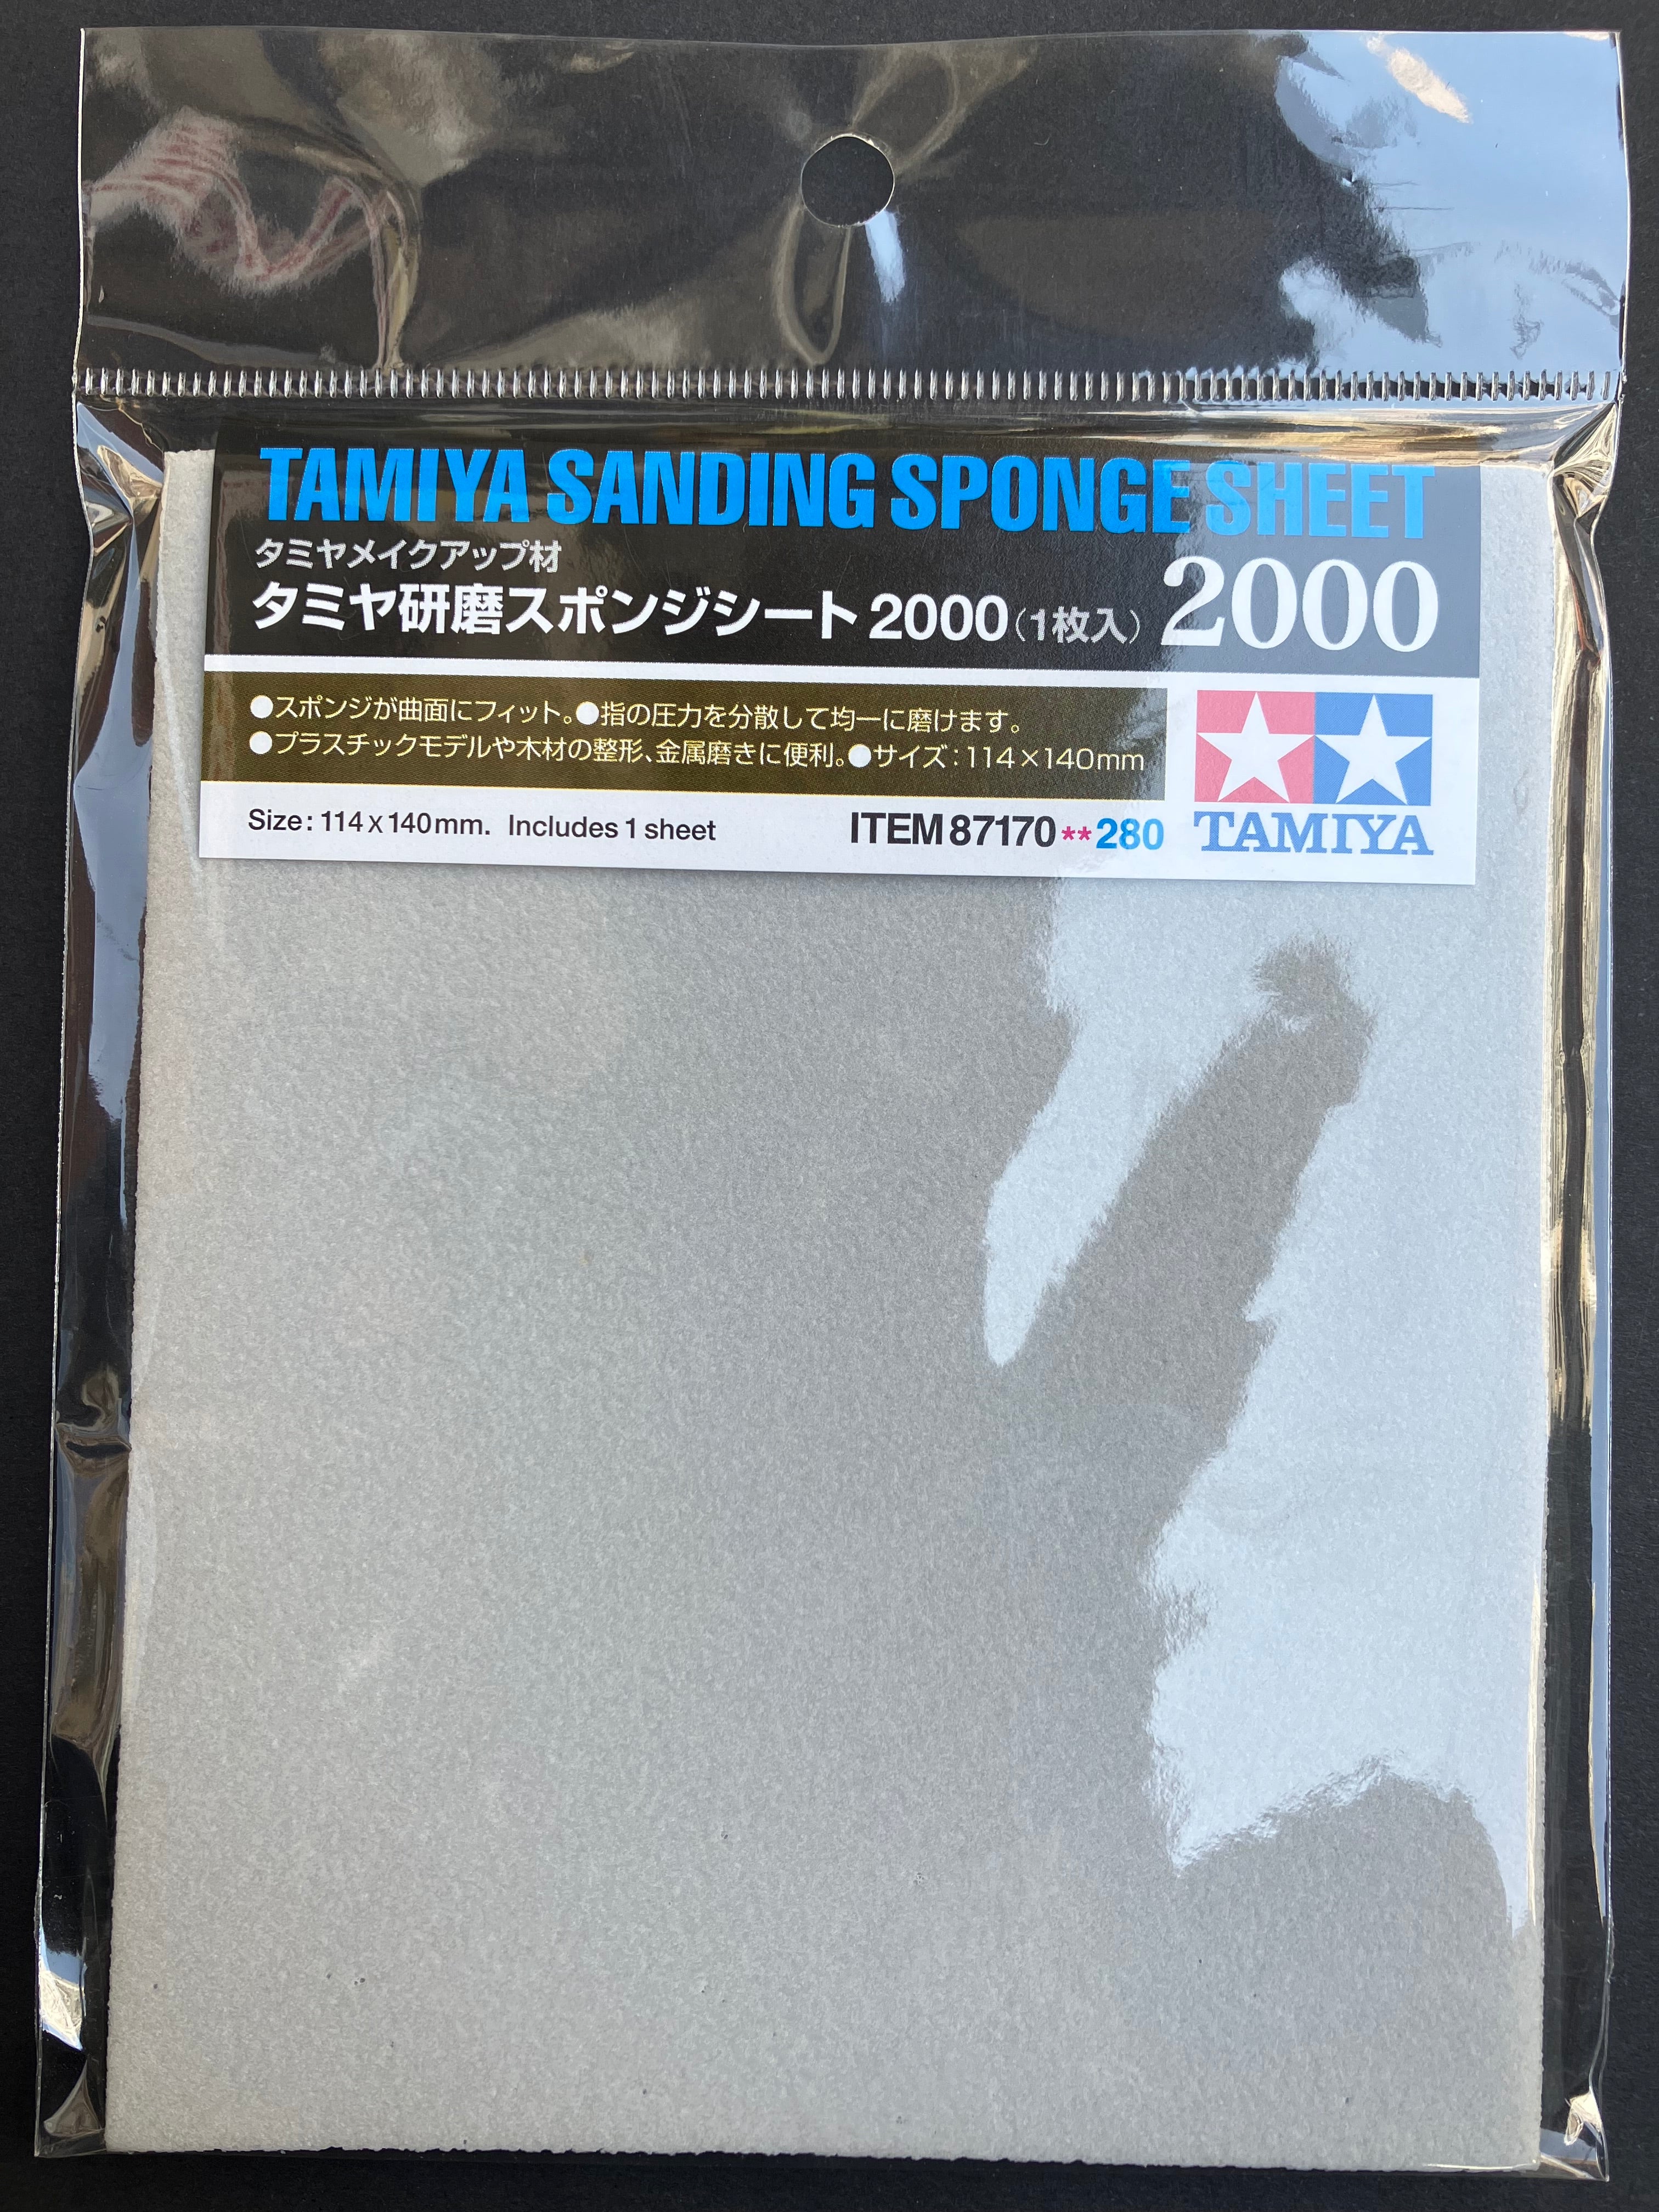 TAMIYA SANDING SPONGE SHEET
タミヤメイクアップ材
タミヤ研磨スポンジシート2000(1枚入) 2000
●スポンジが曲面にフィット。●指の圧力を分散して均一に磨けます。
●プラスチックモデルや木材の整形、金属磨きに便利。●サイズ:114×140mm
Size: 114 x 140mm. Includes 1 sheet
ITEM 87170**280
TAMIYA